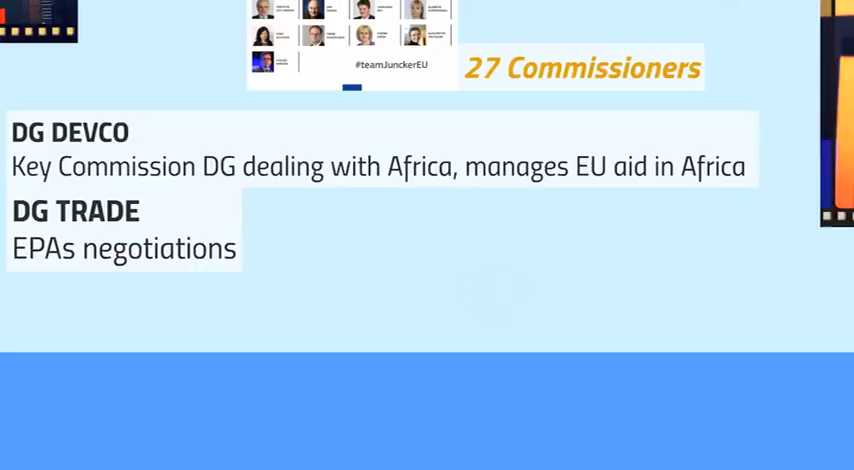 #teamJunckerEU
27 Commissioners
DG DEVCO
Key Commission DG dealing with Africa, manages EU aid in Africa
DG TRADE
EPAs negotiations